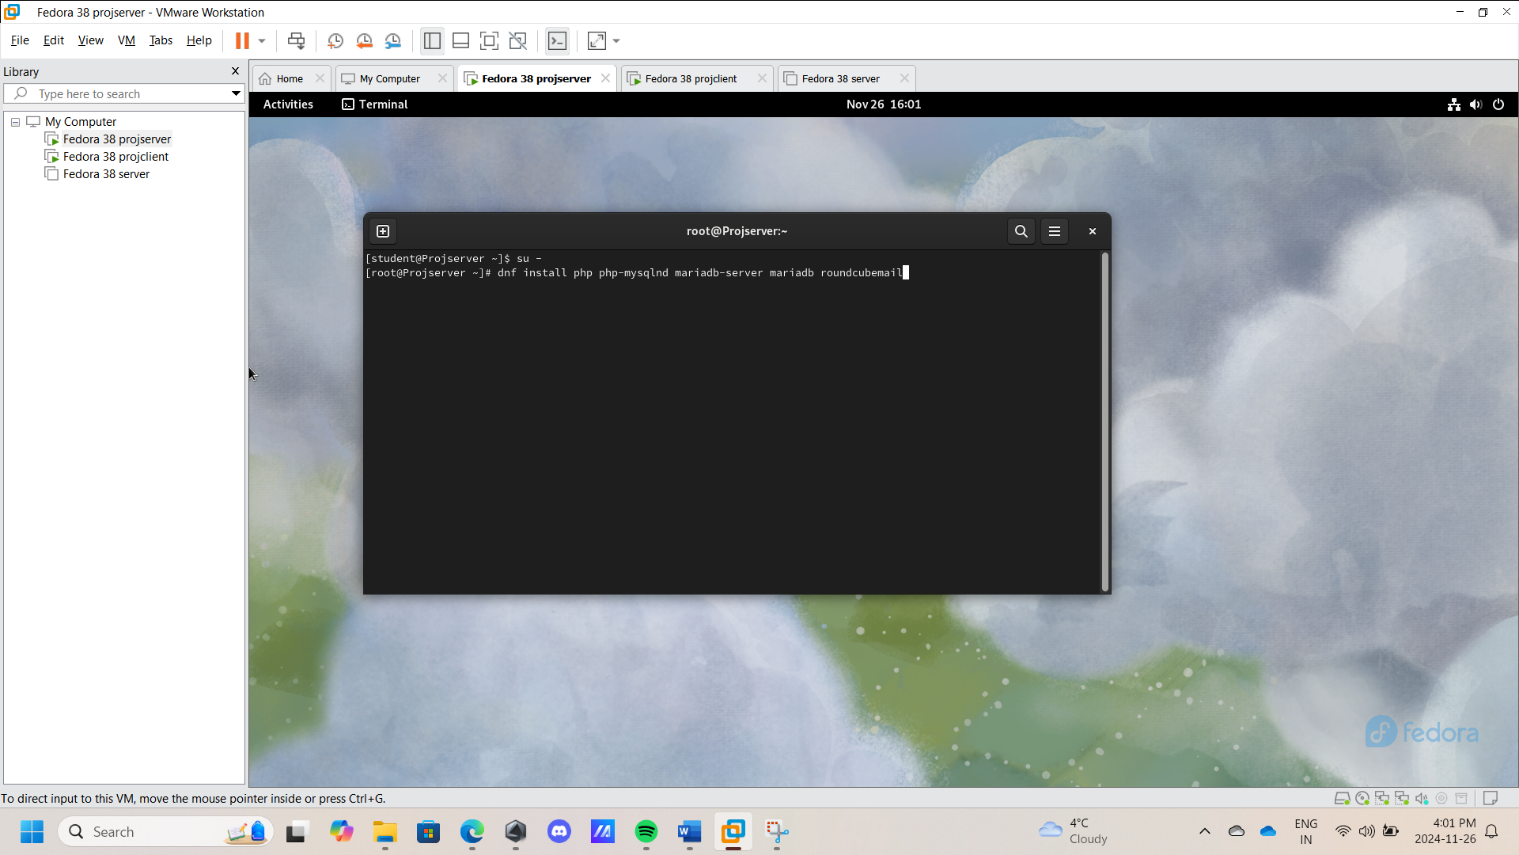 Fedora 38 projserver - VMware Workstation
File Edit View VM Tabs Help
Library
Type here to search
My Computer
Fedora 38 projserver
Fedora 38 projclient
Fedora 38 server
Home
My Computer
Fedora 38 projserver
Fedora 38 projclient
Fedora 38 server
Activities
Terminal
Nov 26 16:01
root@Projserver:~
[student@Projserver ~]$ su -
[root@Projserver ~]# dnf install php php-mysqlnd mariadb-server mariadb roundcubemail
fedora
To direct input to this VM, move the mouse pointer inside or press Ctrl+G.
Search
4°C
Cloudy
ENG
IN
4:01 PM
2024-11-26